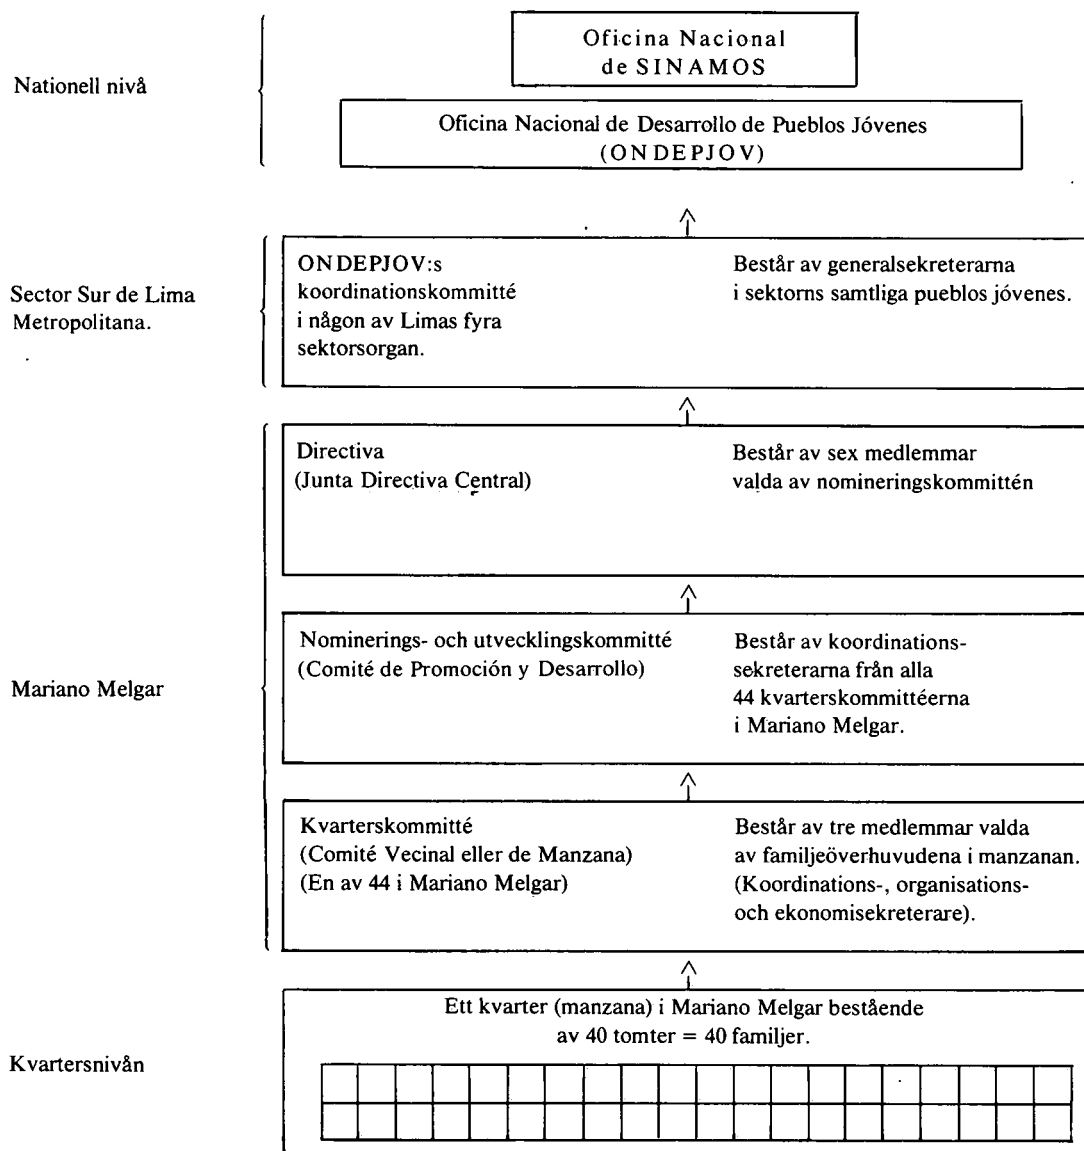 Oficina Nacional
de SINAMOS
Nationell nivå
Oficina Nacional de Desarrollo de Pueblos Jóvenes
(ONDEPJOV)
Sector Sur de Lima
Metropolitana.
ONDEPJOV:s
koordinationskommitté
i någon av Limas fyra
sektorsorgan.
Består av generalsekreterarna
i sektorns samtliga pueblos jóvenes.
Directiva
(Junta Directiva Central)
Består av sex medlemmar
valda av nomineringskommittén
Mariano Melgar
Nominerings- och utvecklingskommitté
(Comité de Promoción y Desarrollo)
Består av koordinations-
sekreterarna från alla
44 kvarterskommittéerna
i Mariano Melgar.
Kvarterskommitté
(Comité Vecinal eller de Manzana)
(En av 44 i Mariano Melgar)
Består av tre medlemmar valda
av familjeöverhuvudena i manzanan.
(Koordinations-, organisations-
och ekonomisekreterare).
Kvartersnivån
Ett kvarter (manzana) i Mariano Melgar bestående
av 40 tomter = 40 familjer.